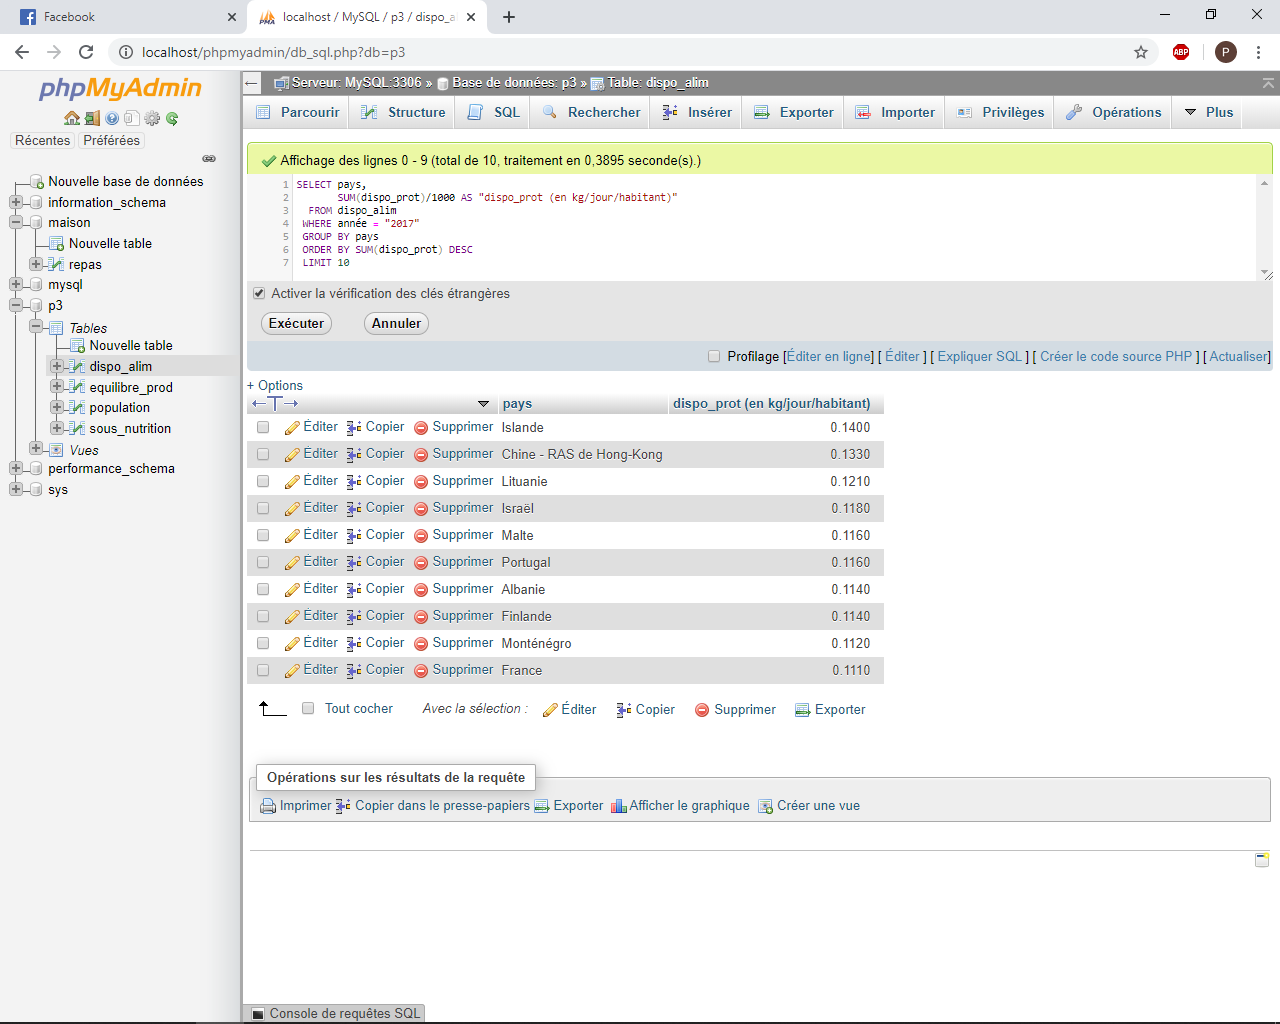 Facebook
localhost / MySQL / p3 / dispo_a
localhost/phpmyadmin/db_sql.php?db=p3
ABP
P
phpMyAdmin
Récentes Préférées
Nouvelle base de données
information_schema
maison
Nouvelle table
repas
mysql
p3
Tables
Nouvelle table
dispo_alim
equilibre_prod
population
sous_nutrition
Vues
performance_schema
sys
Serveur: MySQL:3306 » Base de données: p3 » Table: dispo_alim
Parcourir Structure SQL Rechercher Insérer Exporter Importer Privilèges Opérations Plus
Affichage des lignes 0 - 9 (total de 10, traitement en 0,3895 seconde(s).)
1 SELECT pays,
2 SUM(dispo_prot)/1000 AS "dispo_prot (en kg/jour/habitant)"
3 FROM dispo_alim
4 WHERE année = "2017"
5 GROUP BY pays
6 ORDER BY SUM(dispo_prot) DESC
7 LIMIT 10
Activer la vérification des clés étrangères
Exécuter Annuler
Profilage [Éditer en ligne] [ Éditer ] [ Expliquer SQL ] [ Créer le code source PHP ] [ Actualiser]
+ Options
pays dispo_prot (en kg/jour/habitant)
Éditer Copier Supprimer Islande 0.1400
Éditer Copier Supprimer Chine - RAS de Hong-Kong 0.1330
Éditer Copier Supprimer Lituanie 0.1210
Éditer Copier Supprimer Israël 0.1180
Éditer Copier Supprimer Malte 0.1160
Éditer Copier Supprimer Portugal 0.1160
Éditer Copier Supprimer Albanie 0.1140
Éditer Copier Supprimer Finlande 0.1140
Éditer Copier Supprimer Monténégro 0.1120
Éditer Copier Supprimer France 0.1110
Tout cocher Avec la sélection : Éditer Copier Supprimer Exporter
Opérations sur les résultats de la requête
Imprimer Copier dans le presse-papiers Exporter Afficher le graphique Créer une vue
Console de requêtes SQL